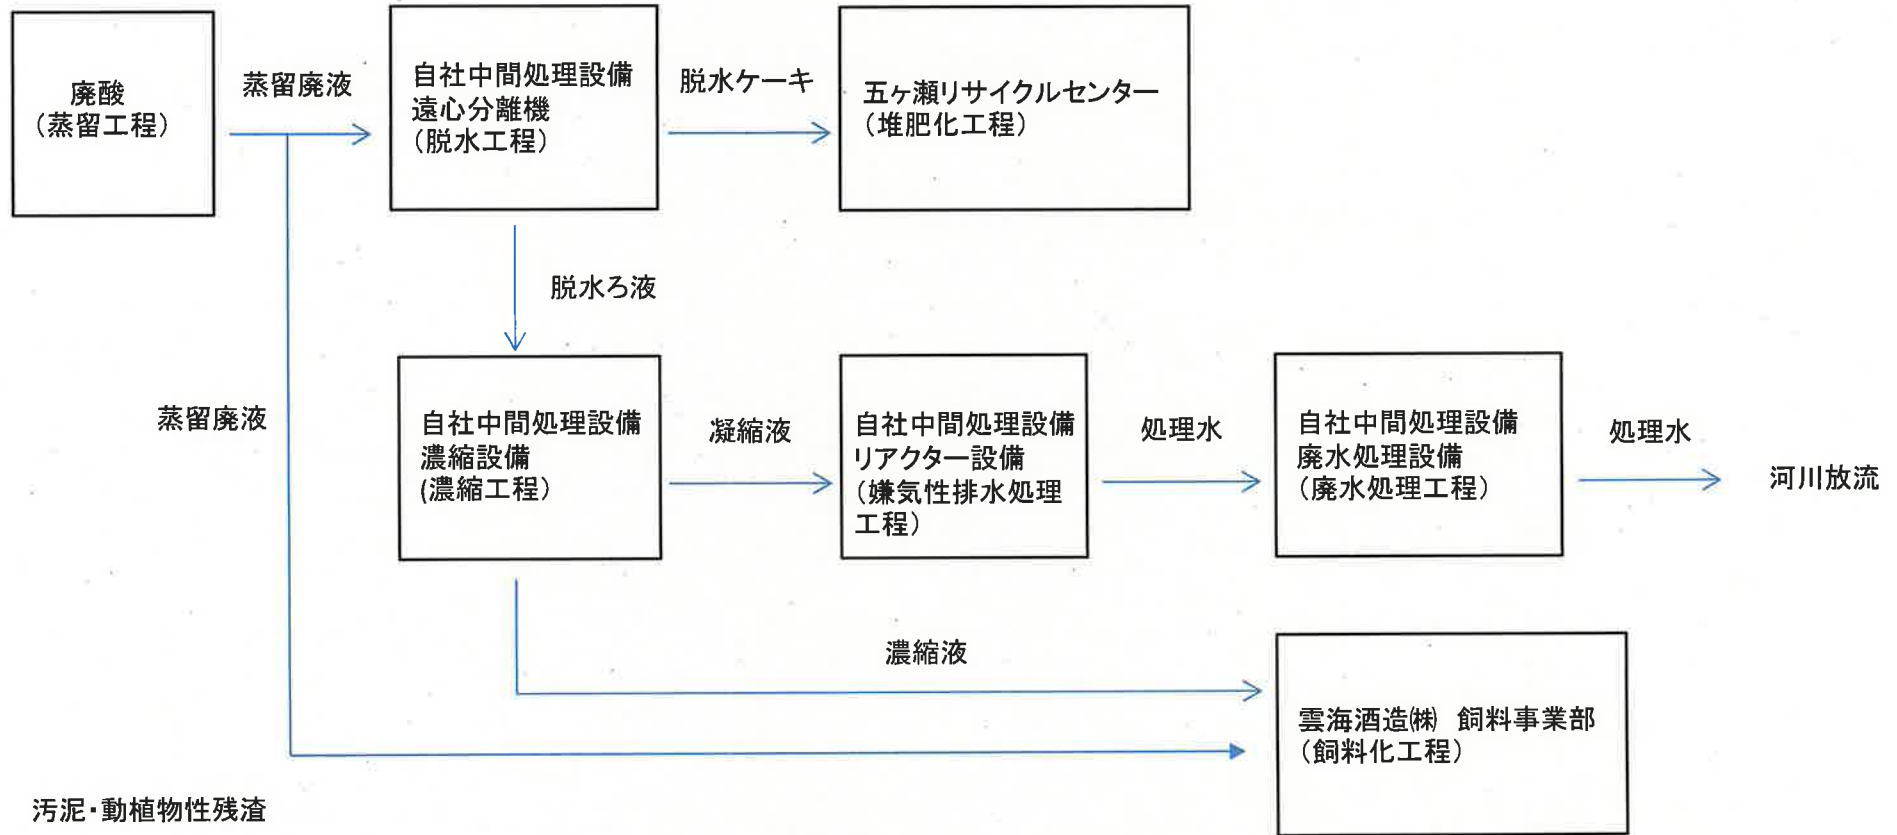 廃酸
(蒸留工程)
蒸留廃液
自社中間処理設備
遠心分離機
(脱水工程)
脱水ケーキ
五ヶ瀬リサイクルセンター
(堆肥化工程)
脱水ろ液
蒸留廃液
自社中間処理設備
濃縮設備
(濃縮工程)
凝縮液
自社中間処理設備
リアクター設備
(嫌気性排水処理
工程)
処理水
自社中間処理設備
廃水処理設備
(廃水処理工程)
処理水
河川放流
濃縮液
雲海酒造㈱ 飼料事業部
(飼料化工程)
汚泥・動植物性残渣